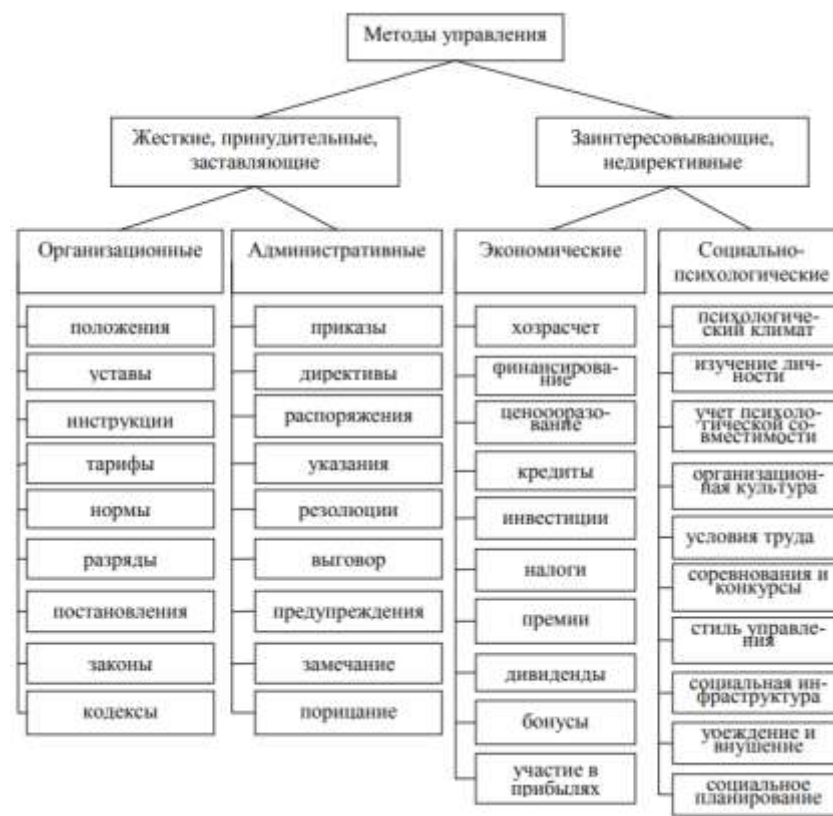 Методы управления
Жесткие, принудительные,
заставляющие
Заинтересовывающие,
недирективные
Организационные
положения
уставы
инструкции
тарифы
нормы
разряды
постановления
законы
кодексы
Административные
приказы
директивы
распоряжения
указания
резолюции
выговор
предупреждения
замечание
порицание
Экономические
хозрасчет
финансирова-
ние
ценообразо-
вание
кредиты
инвестиции
налоги
премии
дивиденды
бонусы
участие в
прибылях
Социально-
психологические
психологиче-
ский климат
изучение лич-
ности
учет психоло-
гической со-
вместимости
организацион-
ная культура
условия труда
соревнования и
конкурсы
стиль управле-
ния
социальная ин-
фраструктура
убеждение и
внушение
социальное
планирование